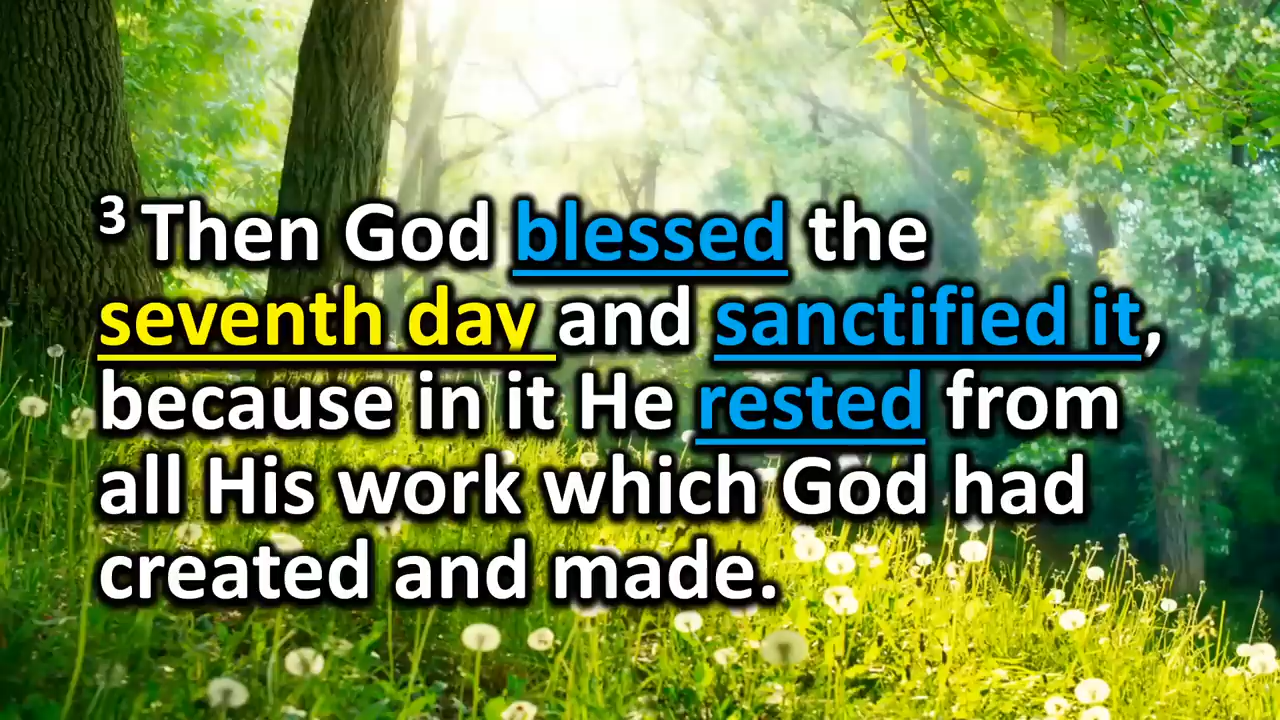 3 Then God blessed the
seventh day and sanctified it,
because in it He rested from
all His work which God had
created and made.